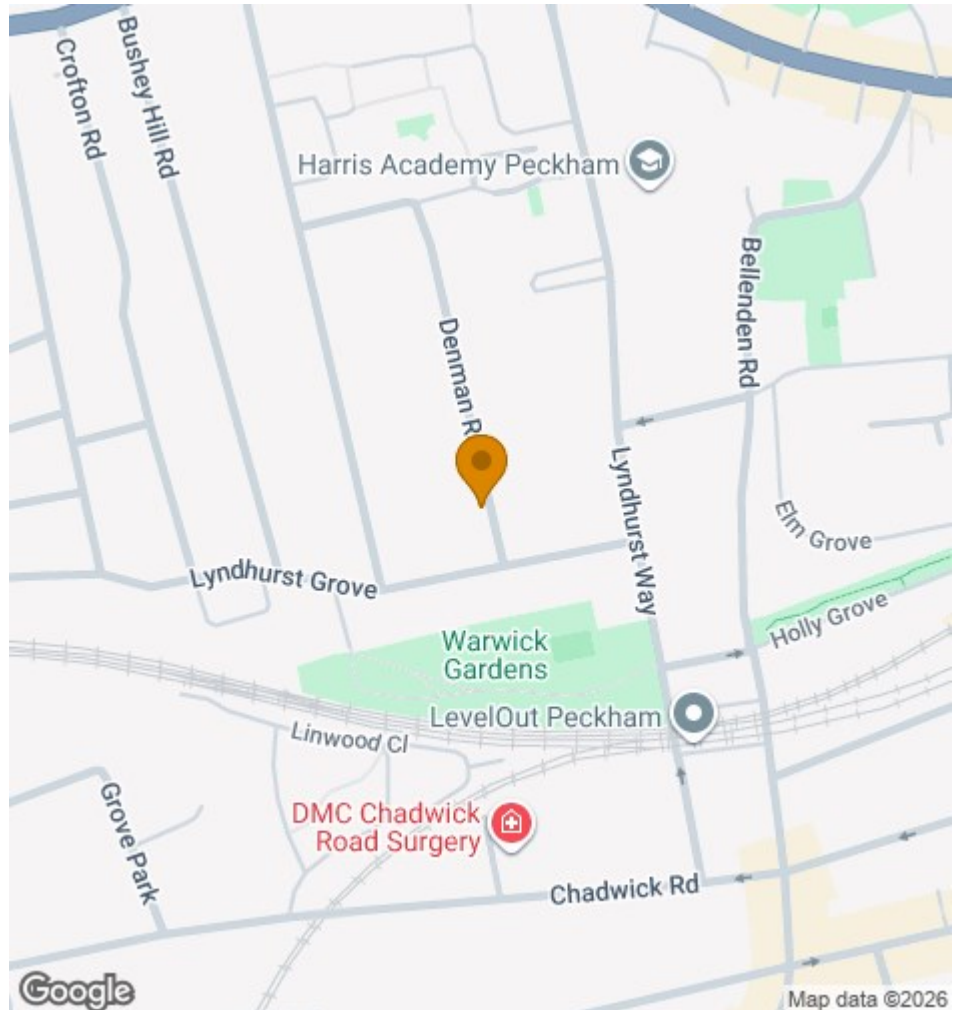 Crofton Rd
Bushey Hill Rd
Harris Academy Peckham
Bellenden Rd
Denman R
Lyndhurst Way
Elm Grove
Lyndhurst Grove
Holly Grove
Warwick
Gardens
LevelOut Peckham
Linwood Cl
Grove Park
DMC Chadwick
Road Surgery
Chadwick Rd
Google
Map data ©2026